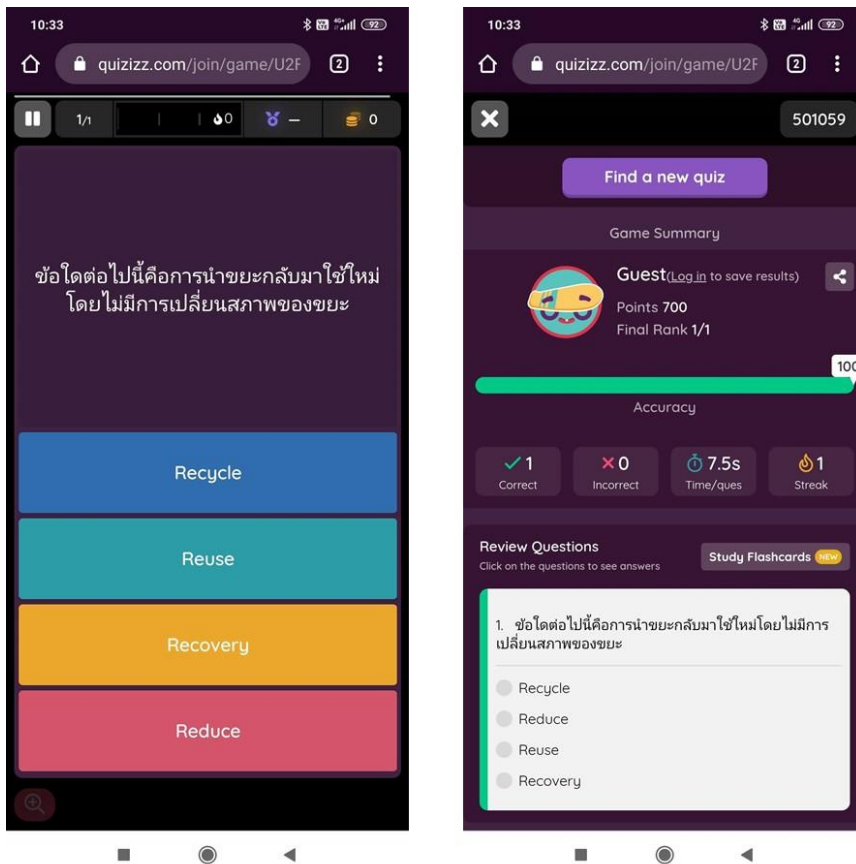 10:33
4G+
92
quizizz.com/join/game/U2F
2
1/1
0
–
0
ข้อใดต่อไปนี้คือการนำขยะกลับมาใช้ใหม่
โดยไม่มีการเปลี่ยนสภาพของขยะ
Recycle
Reuse
Recovery
Reduce
10:33
4G
92
quizizz.com/join/game/U2F
2
501059
Find a new quiz
Game Summary
Guest(Log in to save results)
Points 700
Final Rank 1/1
100
Accuracy
1
Correct
0
Incorrect
7.5s
Time/ques
1
Streak
Review Questions
Click on the questions to see answers
Study Flashcards NEW
1. ข้อใดต่อไปนี้คือการนำขยะกลับมาใช้ใหม่โดยไม่มีการ
เปลี่ยนสภาพของขยะ
Recycle
Reduce
Reuse
Recovery